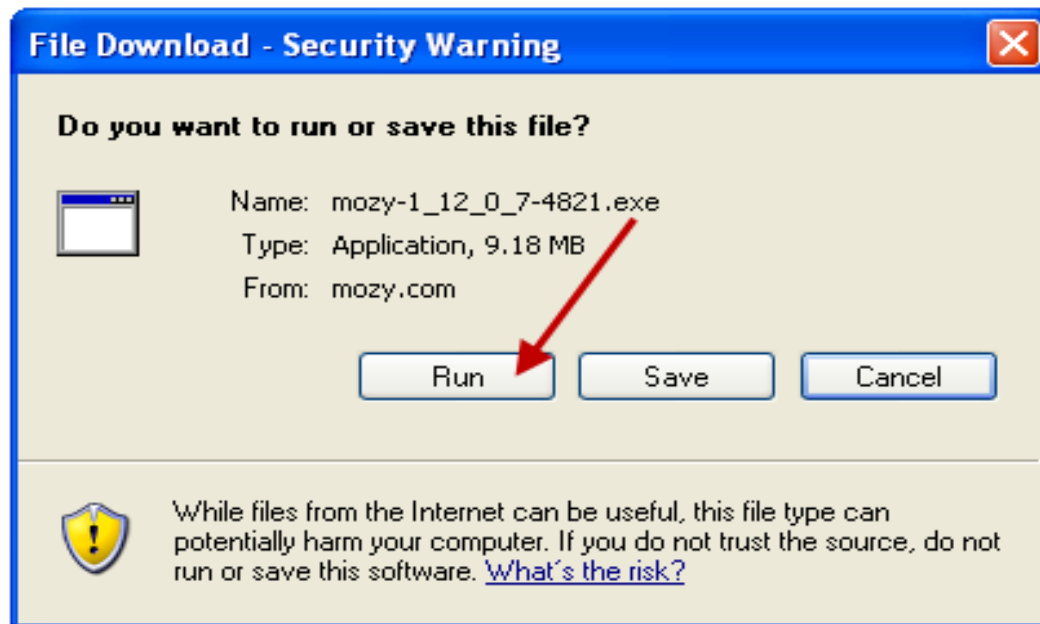 File Download - Security Warning
Do you want to run or save this file?
Name: mozy-1_12_0_7-4821.exe
Type: Application, 9.18 MB
From: mozy.com
Run Save Cancel
While files from the Internet can be useful, this file type can
potentially harm your computer. If you do not trust the source, do not
run or save this software. What's the risk?